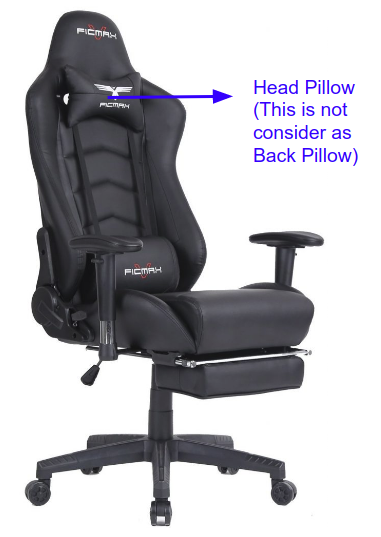 FICMAX
FICMAX
Head Pillow
(This is not
consider as
Back Pillow)
FICMAX